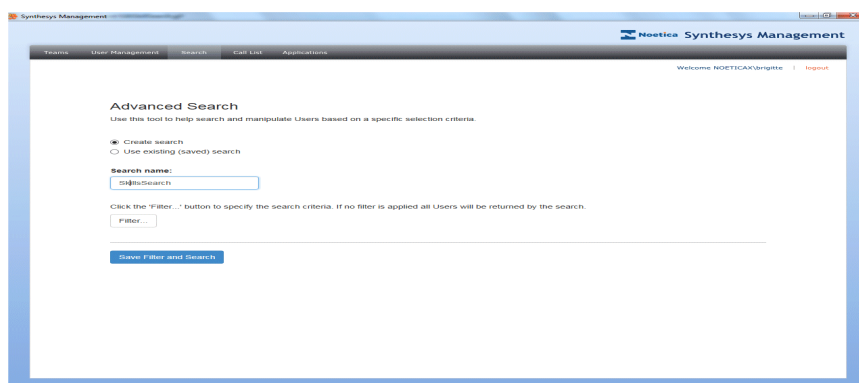 Synthesys Management
Noetica Synthesys Management
Teams User Management Search Call List Applications
Welcome NOETICAX\brigitte | logout
Advanced Search
Use this tool to help search and manipulate Users based on a specific selection criteria.
Create search
Use existing (saved) search
Search name:
SkillsSearch
Click the 'Filter...' button to specify the search criteria. If no filter is applied all Users will be returned by the search.
Filter...
Save Filter and Search